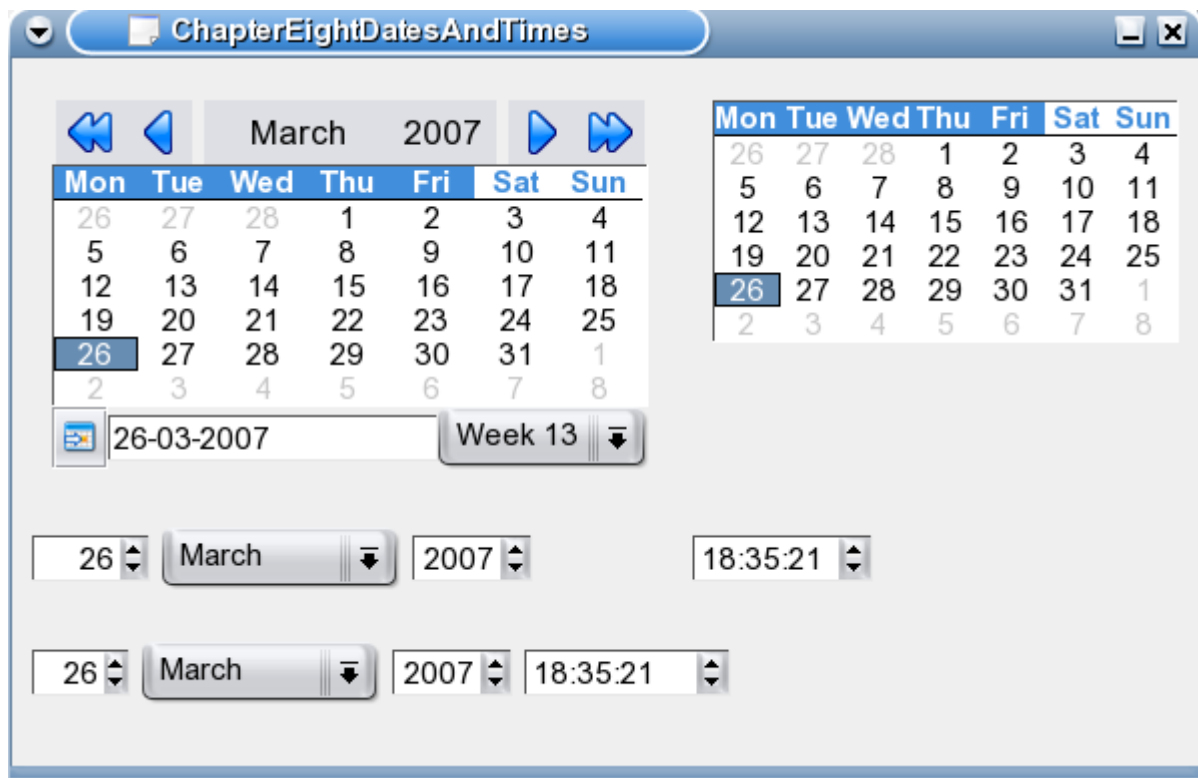 ChapterEightDatesAndTimes
March 2007
Mon Tue Wed Thu Fri Sat Sun
26 27 28 1 2 3 4
5 6 7 8 9 10 11
12 13 14 15 16 17 18
19 20 21 22 23 24 25
26 27 28 29 30 31 1
2 3 4 5 6 7 8
26-03-2007 Week 13
Mon Tue Wed Thu Fri Sat Sun
26 27 28 1 2 3 4
5 6 7 8 9 10 11
12 13 14 15 16 17 18
19 20 21 22 23 24 25
26 27 28 29 30 31 1
2 3 4 5 6 7 8
26 March 2007 18:35:21
26 March 2007 18:35:21